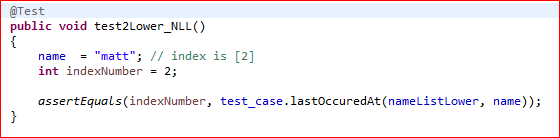 @Test
public void test2Lower_NLL()
{
name = "matt"; // index is [2]
int indexNumber = 2;
assertEquals(indexNumber, test_case.lastOccuredAt(nameListLower, name));
}